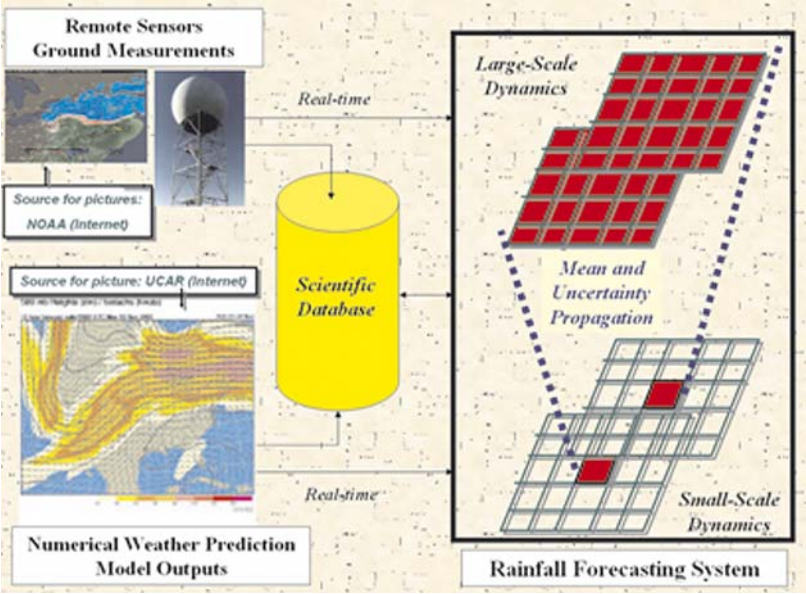 Remote Sensors
Ground Measurements
Real-time
Source for pictures:
NOAA (Internet)
Source for picture: UCAR (Internet)
Scientific
Database
Real-time
Numerical Weather Prediction
Model Outputs
Large-Scale
Dynamics
Mean and
Uncertainty
Propagation
Small-Scale
Dynamics
Rainfall Forecasting System